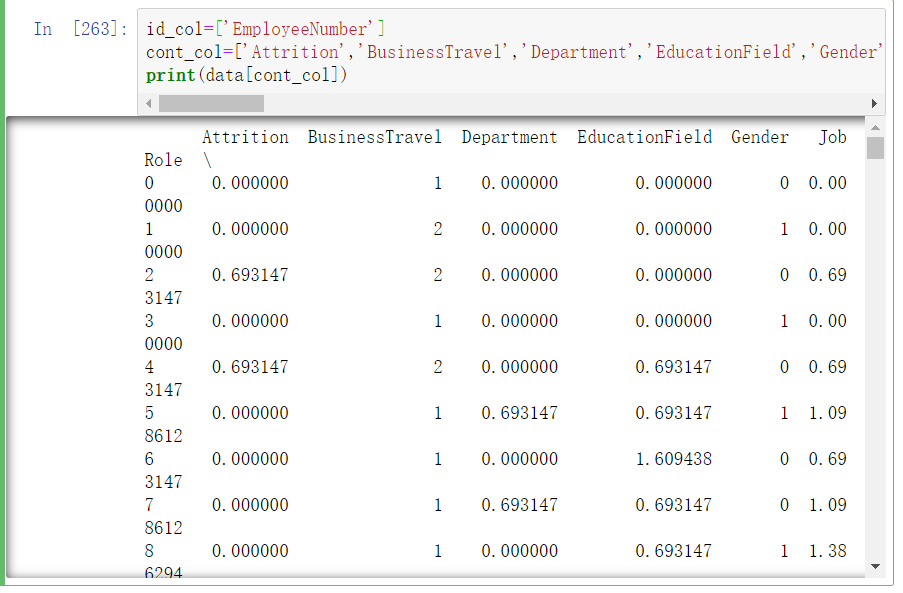 In [263]: id_col=['EmployeeNumber']
cont_col=['Attrition','BusinessTravel','Department','EducationField','Gender'
print(data[cont_col])
Attrition BusinessTravel Department EducationField Gender Job
Role \
0 0.000000 1 0.000000 0.000000 0 0.00
0000
1 0.000000 2 0.000000 0.000000 1 0.00
0000
2 0.693147 2 0.000000 0.000000 0 0.69
3147
3 0.000000 1 0.000000 0.000000 1 0.00
0000
4 0.693147 2 0.000000 0.693147 0 0.69
3147
5 0.000000 1 0.693147 0.693147 1 1.09
8612
6 0.000000 1 0.000000 1.609438 0 0.69
3147
7 0.000000 1 0.693147 0.693147 0 1.09
8612
8 0.000000 1 0.000000 0.693147 1 1.38
6294